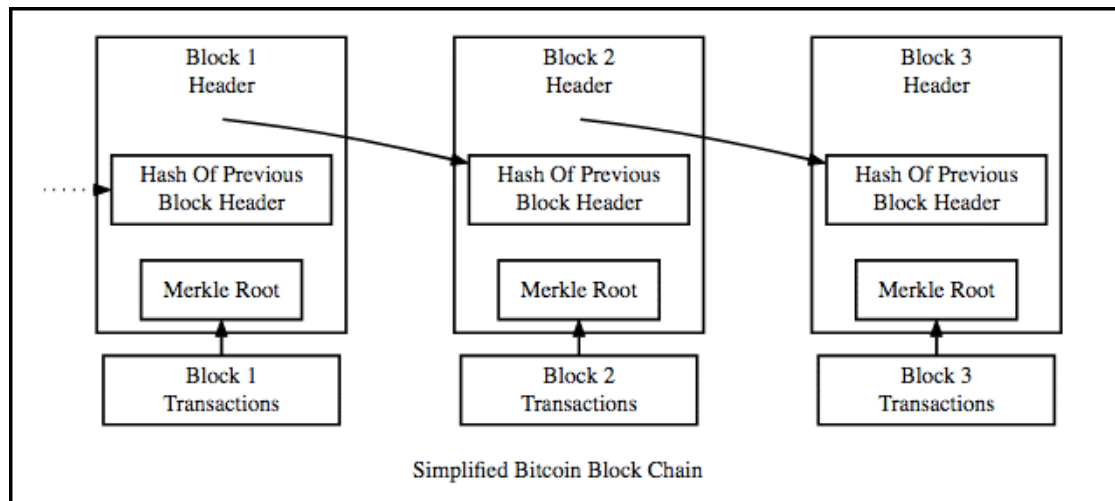 Block 1
Header
Hash Of Previous
Block Header
Merkle Root
Block 1
Transactions
Block 2
Header
Hash Of Previous
Block Header
Merkle Root
Block 2
Transactions
Block 3
Header
Hash Of Previous
Block Header
Merkle Root
Block 3
Transactions
Simplified Bitcoin Block Chain